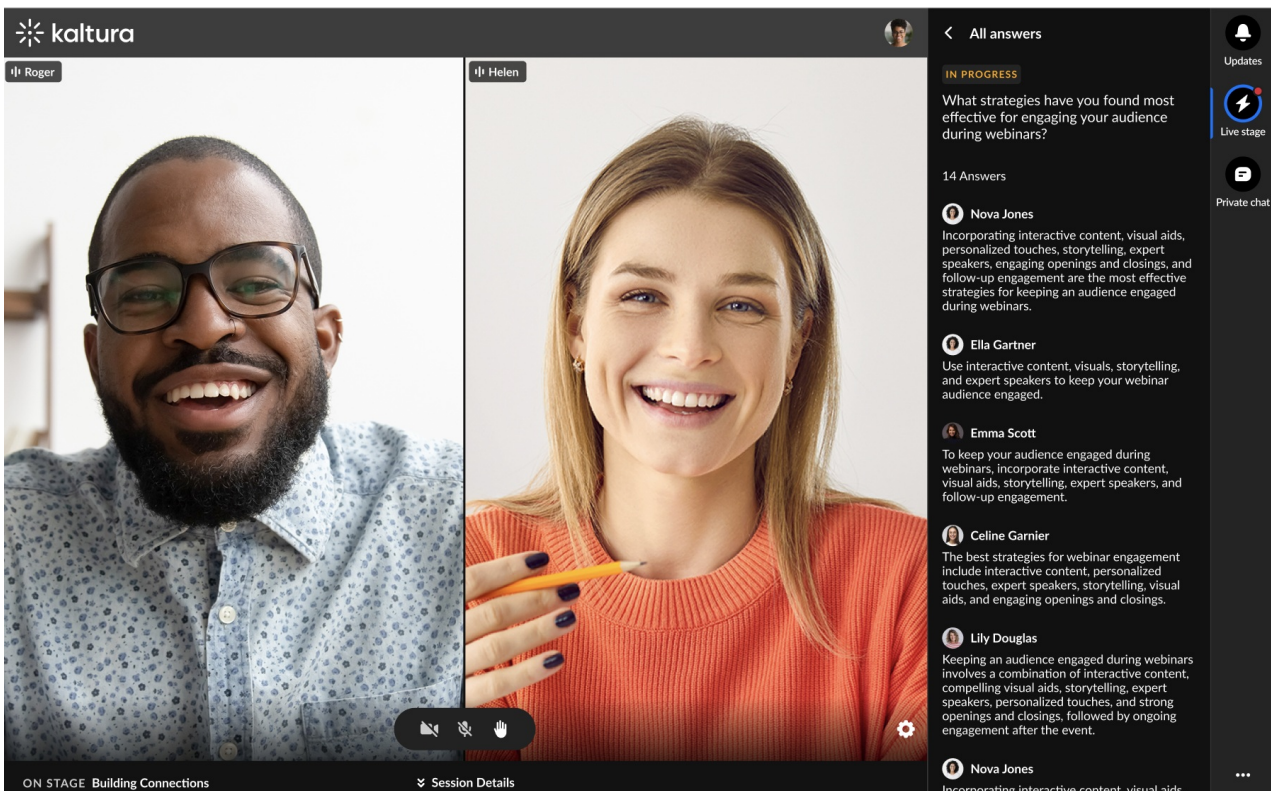 kaltura
Roger
Helen
ON STAGE Building Connections
Session Details
All answers
IN PROGRESS
What strategies have you found most
effective for engaging your audience
during webinars?
14 Answers
Nova Jones
Incorporating interactive content, visual aids,
personalized touches, storytelling, expert
speakers, engaging openings and closings, and
follow-up engagement are the most effective
strategies for keeping an audience engaged
during webinars.
Ella Gartner
Use interactive content, visuals, storytelling,
and expert speakers to keep your webinar
audience engaged.
Emma Scott
To keep your audience engaged during
webinars, incorporate interactive content,
visual aids, storytelling, expert speakers, and
follow-up engagement.
Celine Garnier
The best strategies for webinar engagement
include interactive content, personalized
touches, expert speakers, storytelling, visual
aids, and engaging openings and closings.
Lily Douglas
Keeping an audience engaged during webinars
involves a combination of interactive content,
compelling visual aids, storytelling, expert
speakers, personalized touches, and strong
openings and closings, followed by ongoing
engagement after the event.
Nova Jones
Incorporating interactive content, visual aids,
Updates
Live stage
Private chat